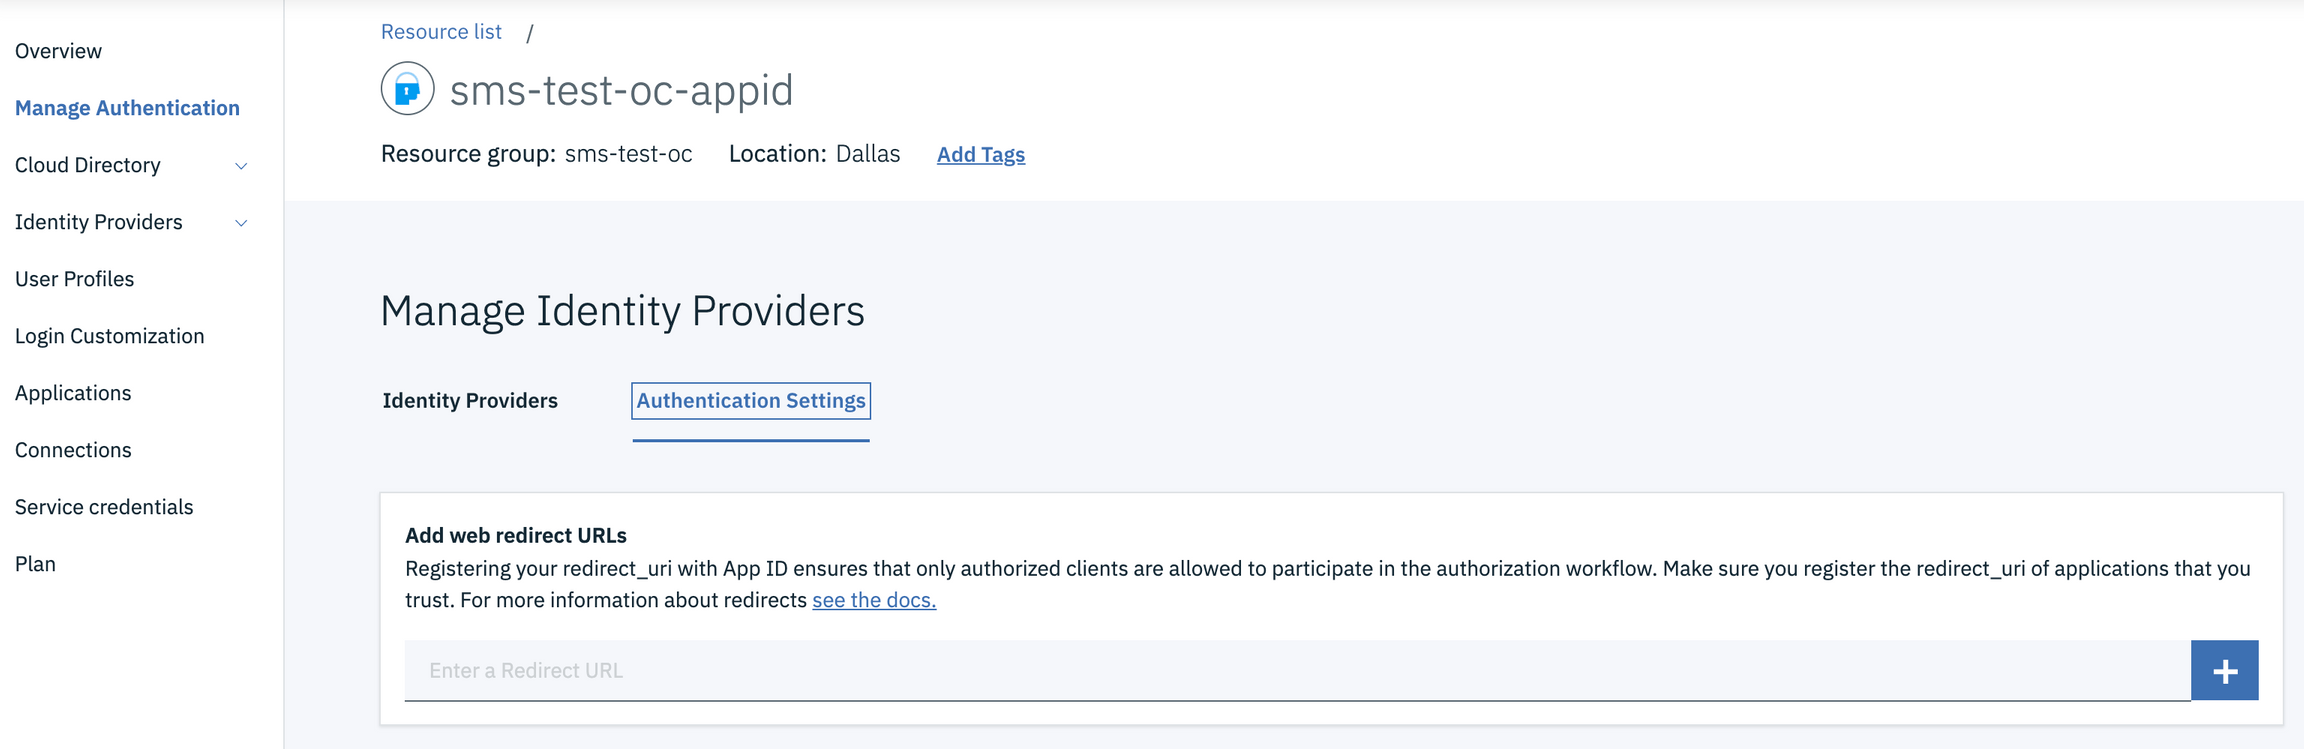 Overview
Manage Authentication
Cloud Directory
Identity Providers
User Profiles
Login Customization
Applications
Connections
Service credentials
Plan
Resource list /
sms-test-oc-appid
Resource group: sms-test-oc Location: Dallas Add Tags
Manage Identity Providers
Identity Providers Authentication Settings
Add web redirect URLs
Registering your redirect_uri with App ID ensures that only authorized clients are allowed to participate in the authorization workflow. Make sure you register the redirect_uri of applications that you
trust. For more information about redirects see the docs.
Enter a Redirect URL